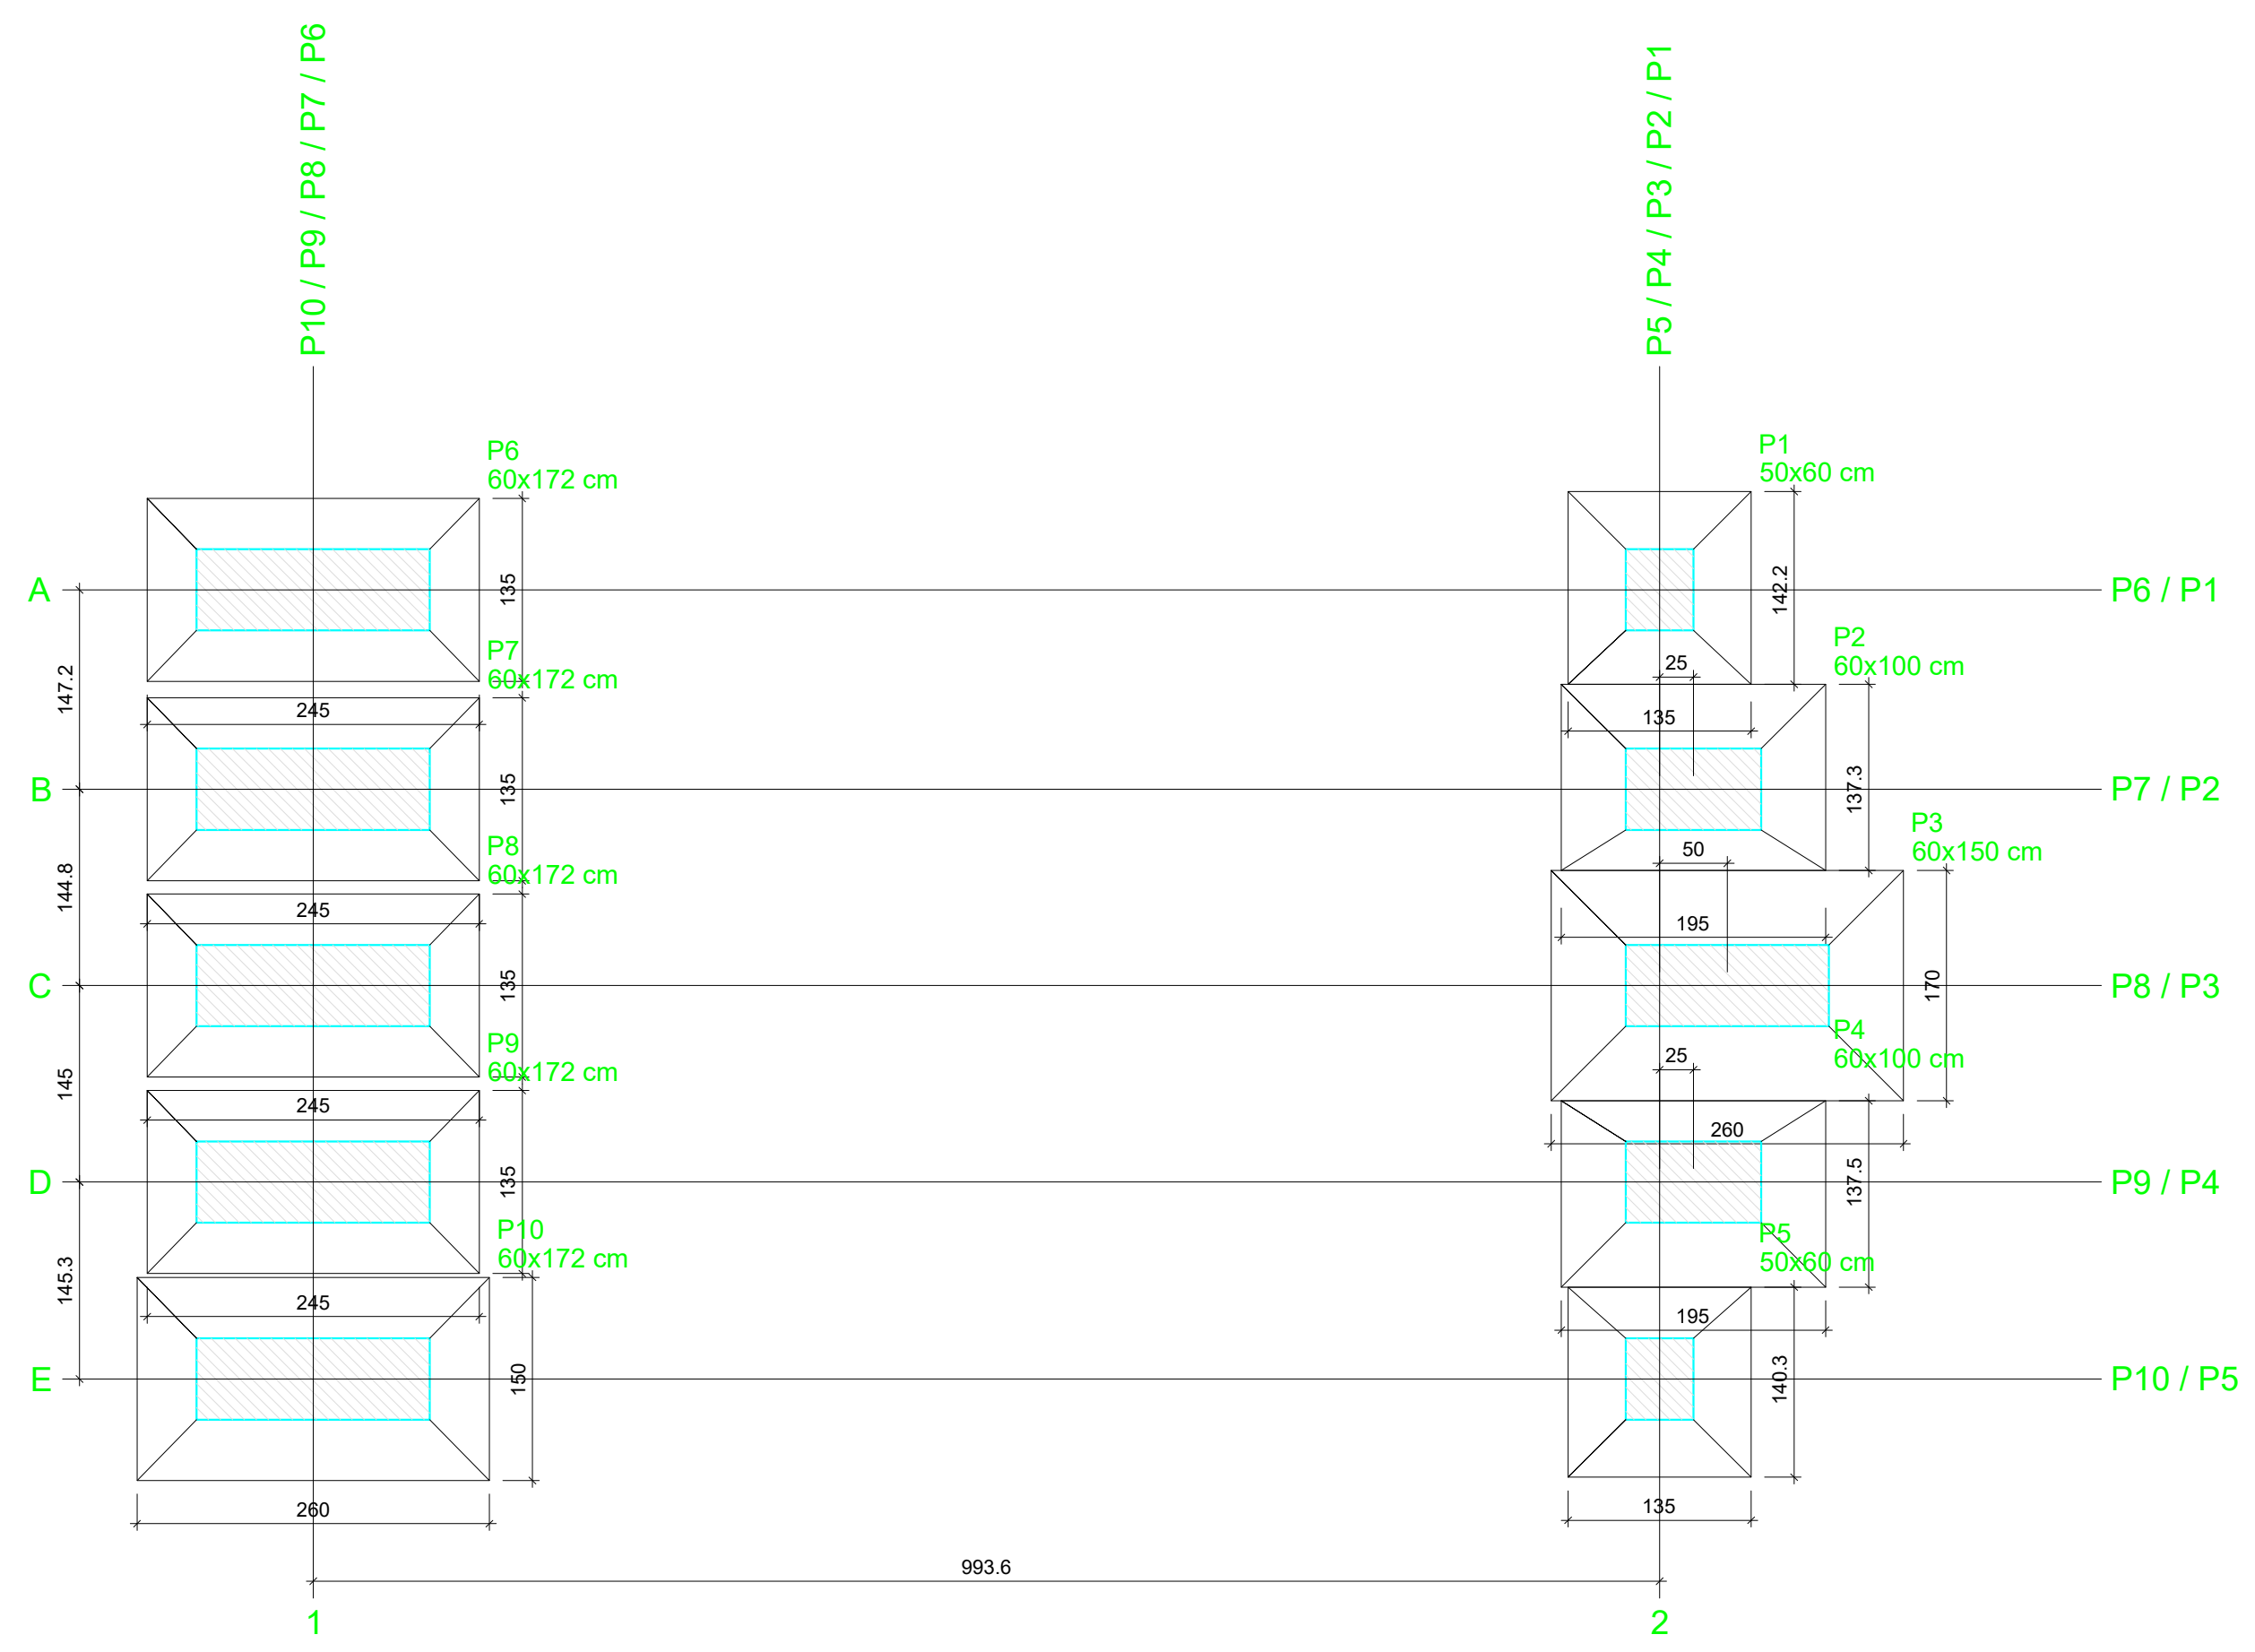 P10 / P9 / P8 / P7 / P6
P5 / P4 / P3 / P2 / P1
P6
60x172 cm
P1
50x60 cm
135
142.2
A
P6 / P1
P7
60x172 cm
P2
60x100 cm
25
147.2
245
135
B
135
137.3
P7 / P2
P8
60x172 cm
P3
60x150 cm
50
144.8
245
195
C
135
170
P8 / P3
P9
60x172 cm
P4
60x100 cm
25
145
245
260
D
135
137.5
P9 / P4
P10
60x172 cm
P5
50x60 cm
145.3
245
195
E
150
140.3
P10 / P5
260
135
993.6
1
2